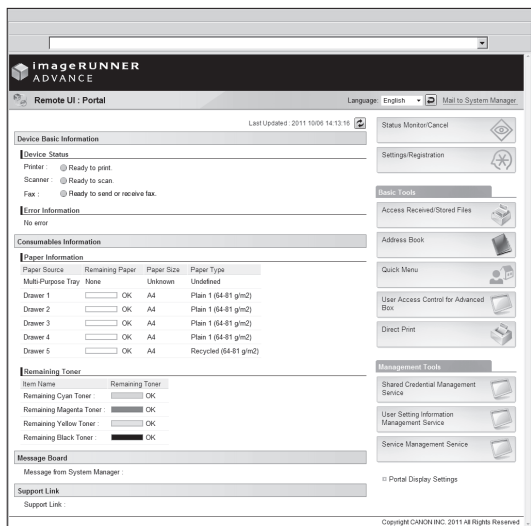 imageRUNNER
ADVANCE
Remote UI : Portal
Language: English
Mail to System Manager
Last Updated : 2011 10/06 14:13:16
Device Basic Information
Device Status
Printer : Ready to print.
Scanner : Ready to scan.
Fax : Ready to send or receive fax.
Error Information
No error
Consumables Information
Paper Information
Paper Source Remaining Paper Paper Size Paper Type
Multi-Purpose Tray None Unknown Undefined
Drawer 1 OK A4 Plain 1 (64-81 g/m2)
Drawer 2 OK A4 Plain 1 (64-81 g/m2)
Drawer 3 OK A4 Plain 1 (64-81 g/m2)
Drawer 4 OK A4 Plain 1 (64-81 g/m2)
Drawer 5 OK A4 Recycled (64-81 g/m2)
Remaining Toner
Item Name Remaining Toner
Remaining Cyan Toner : OK
Remaining Magenta Toner : OK
Remaining Yellow Toner : OK
Remaining Black Toner : OK
Message Board
Message from System Manager :
Support Link
Support Link :
Status Monitor/Cancel
Settings/Registration
Basic Tools
Access Received/Stored Files
Address Book
Quick Menu
User Access Control for Advanced
Box
Direct Print
Management Tools
Shared Credential Management
Service
User Setting Information
Management Service
Service Management Service
Portal Display Settings
Copyright CANON INC. 2011 All Rights Reserved